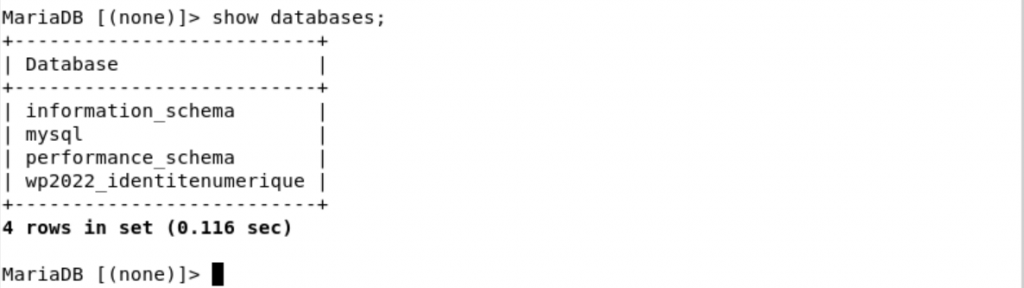 MariaDB [(none)]> show databases;
+--------------------------+
| Database                 |
+--------------------------+
| information_schema       |
| mysql                    |
| performance_schema       |
| wp2022_identitenumerique |
+--------------------------+
4 rows in set (0.116 sec)
MariaDB [(none)]>